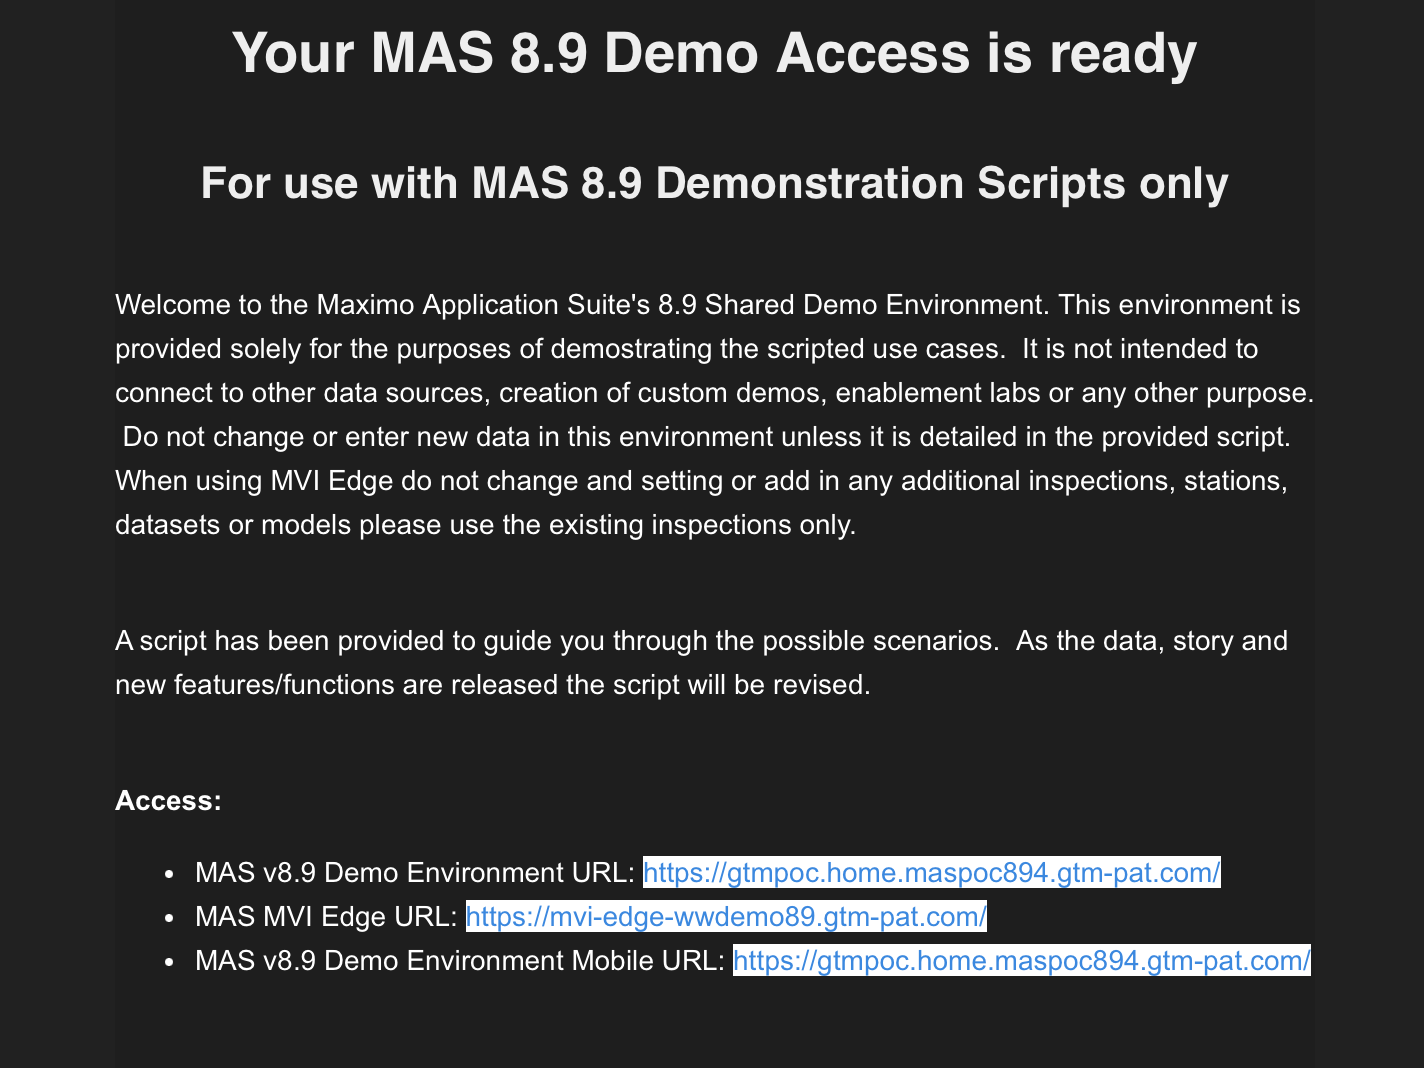 Your MAS 8.9 Demo Access is ready
For use with MAS 8.9 Demonstration Scripts only
Welcome to the Maximo Application Suite's 8.9 Shared Demo Environment. This environment is
provided solely for the purposes of demostrating the scripted use cases.  It is not intended to
connect to other data sources, creation of custom demos, enablement labs or any other purpose.
Do not change or enter new data in this environment unless it is detailed in the provided script.
When using MVI Edge do not change and setting or add in any additional inspections, stations,
datasets or models please use the existing inspections only.
A script has been provided to guide you through the possible scenarios.  As the data, story and
new features/functions are released the script will be revised.
Access:
• MAS v8.9 Demo Environment URL: https://gtmpoc.home.maspoc894.gtm-pat.com/
• MAS MVI Edge URL: https://mvi-edge-wwdemo89.gtm-pat.com/
• MAS v8.9 Demo Environment Mobile URL: https://gtmpoc.home.maspoc894.gtm-pat.com/